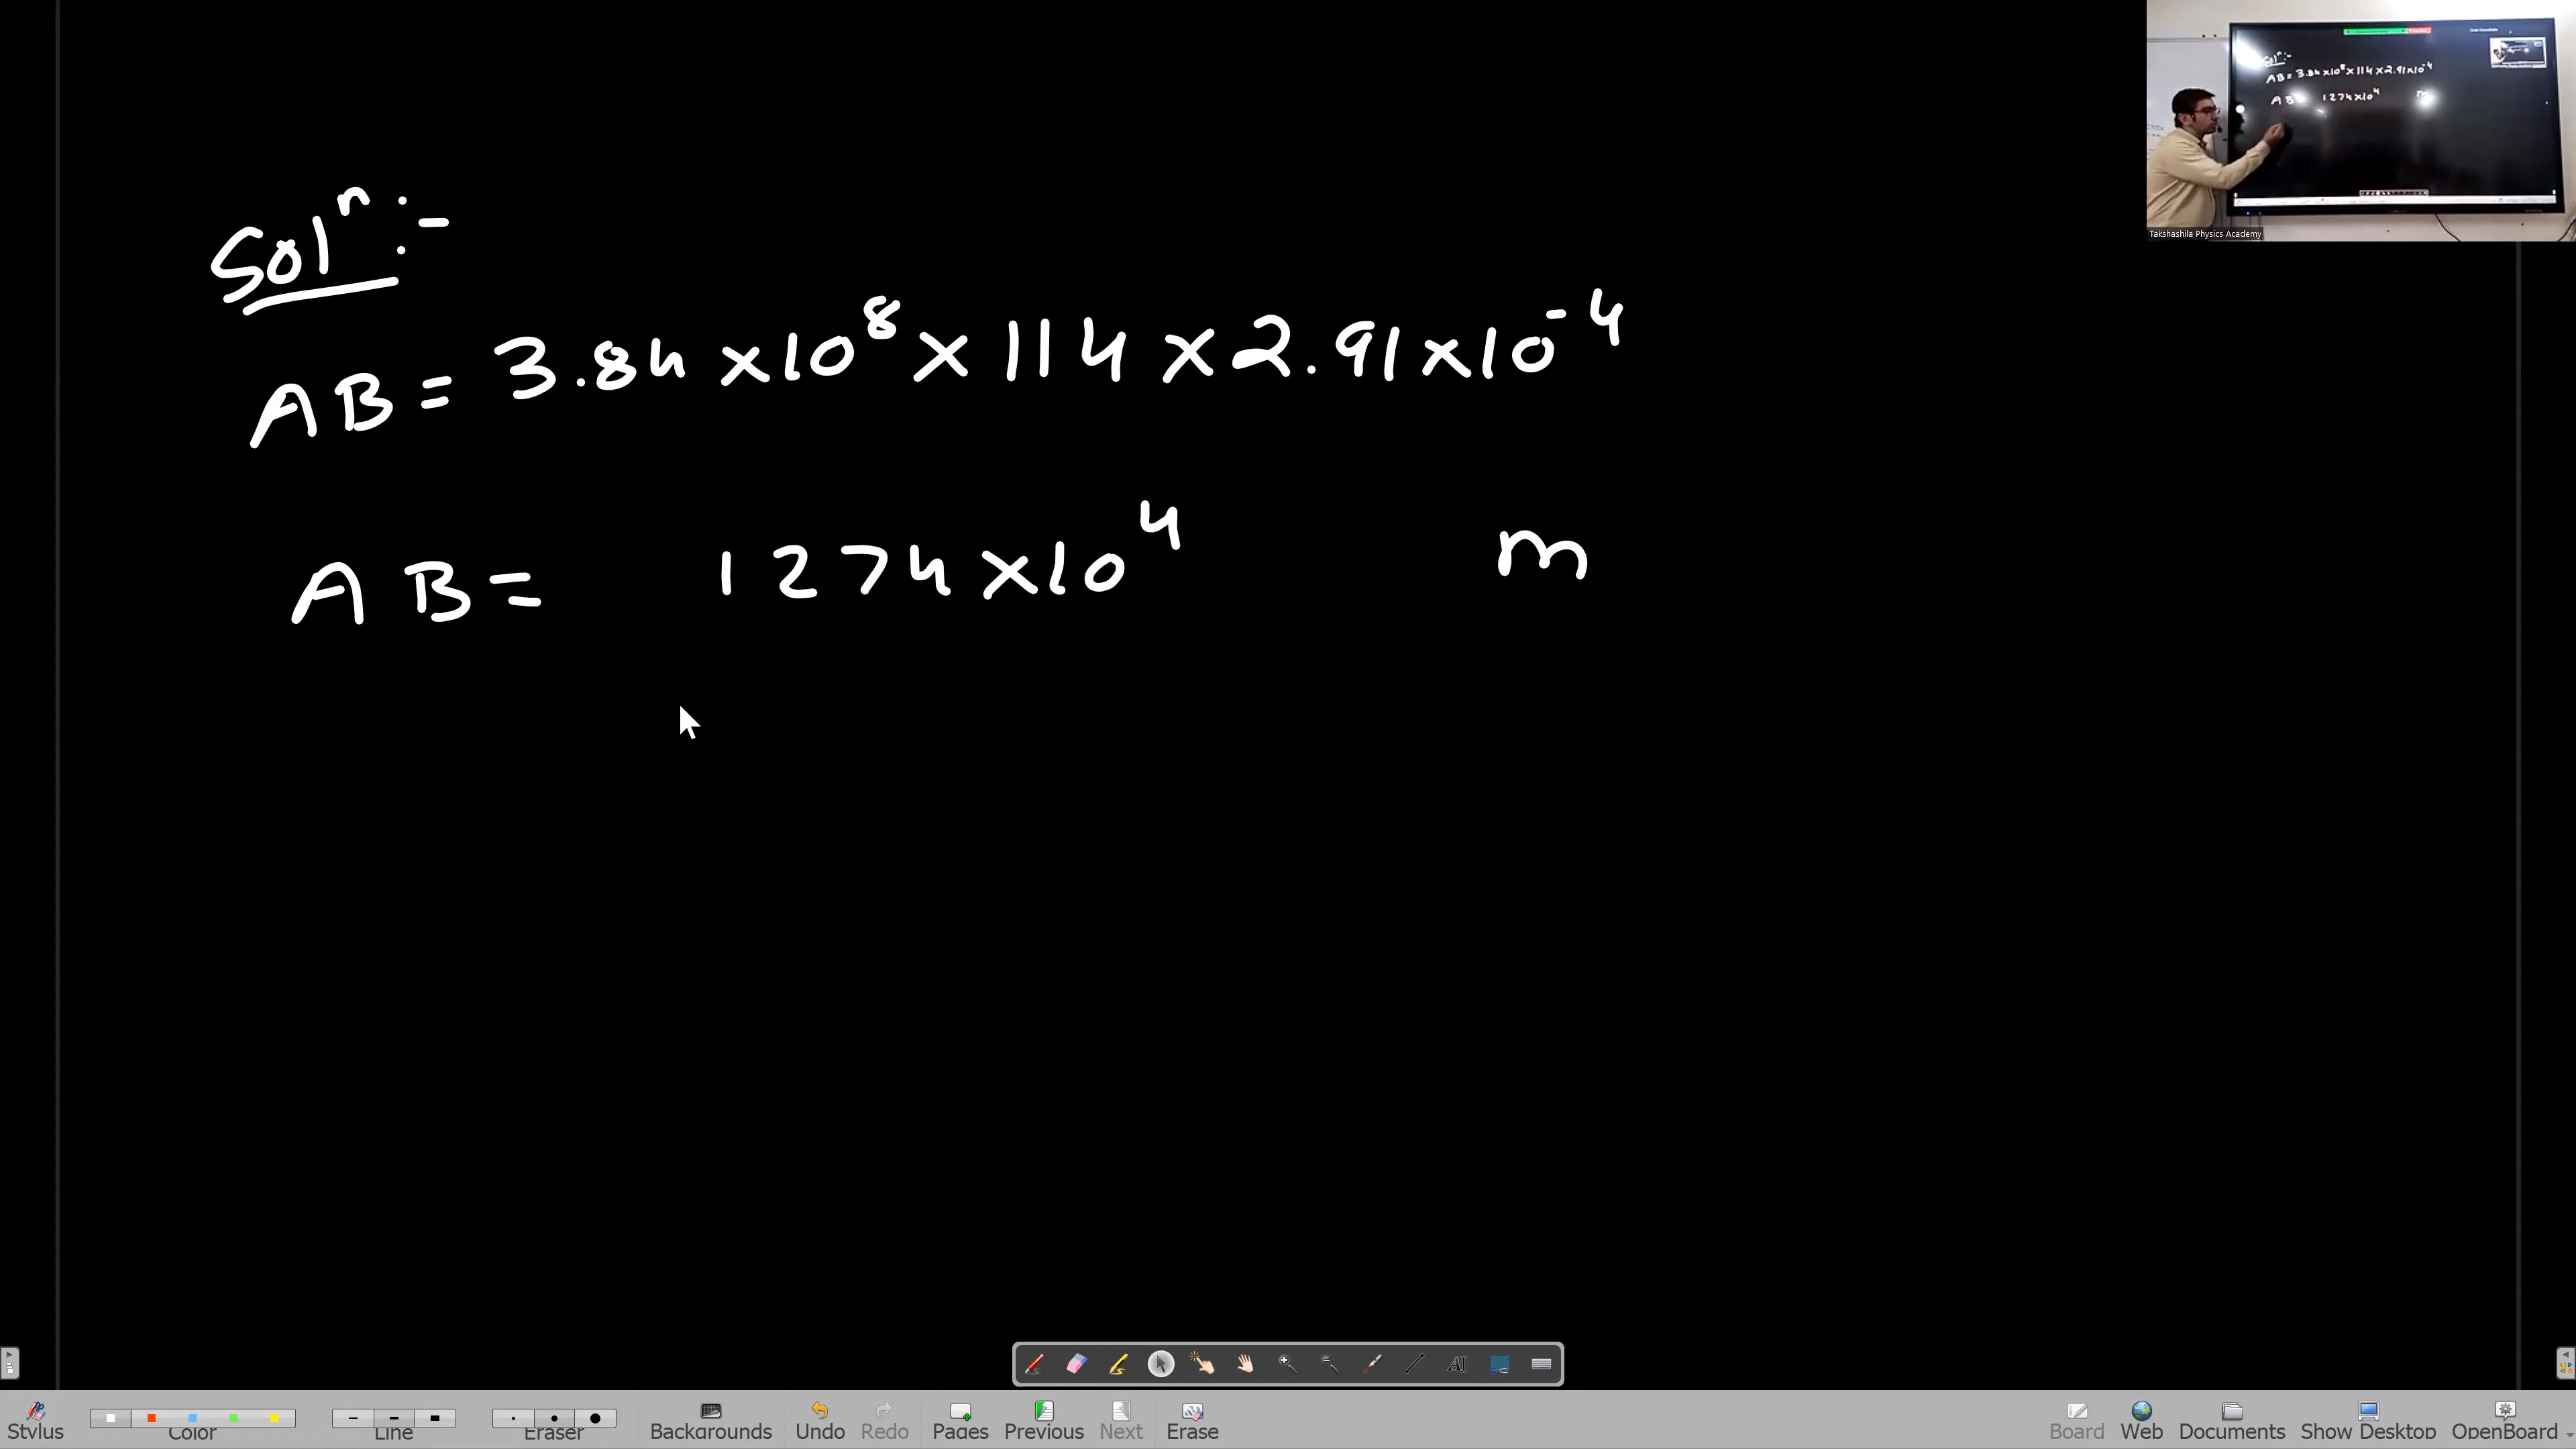 Takshashila Physics Academy
Solⁿ :-
AB = 3.84 x 10⁸ x 114 x 2.91 x 10⁻⁴
AB = 1274 x 10⁴ m
Stylus
Color
Line
Eraser
Backgrounds
Undo
Redo
Pages
Previous
Next
Erase
Board
Web
Documents
Show Desktop
OpenBoard